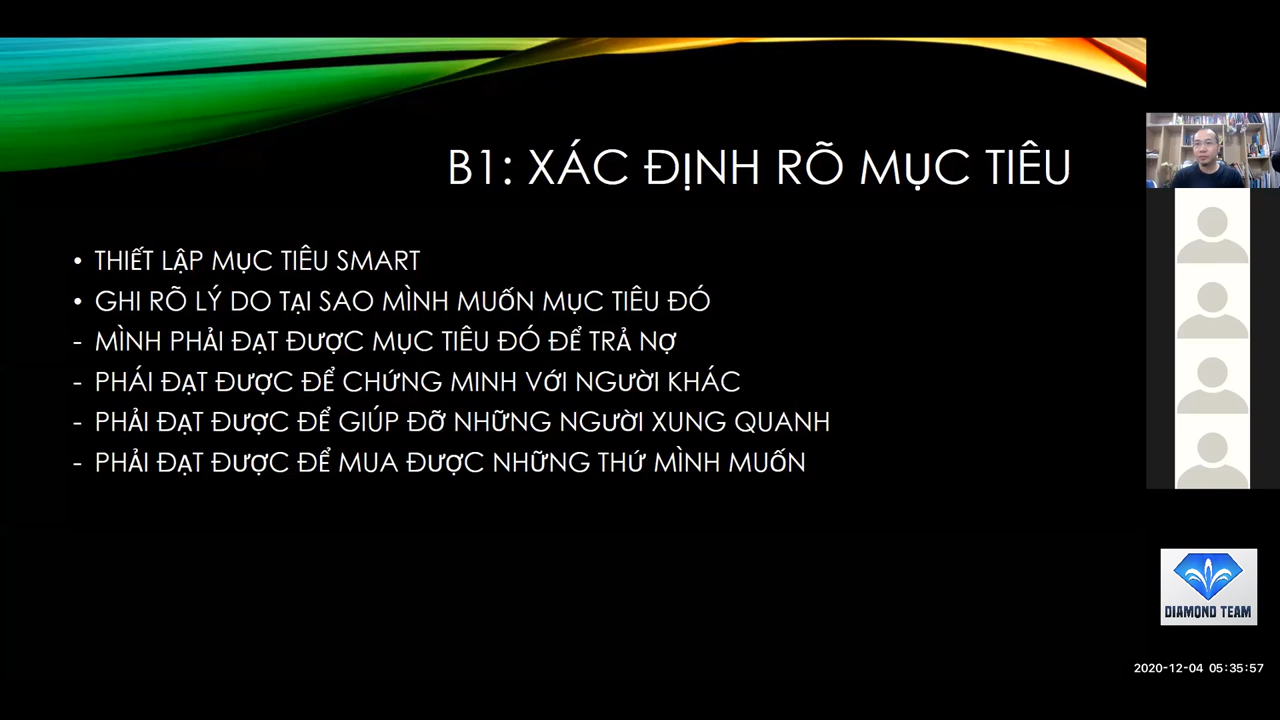 B1: XÁC ĐỊNH RÕ MỤC TIÊU
• THIẾT LẬP MỤC TIÊU SMART
• GHI RÕ LÝ DO TẠI SAO MÌNH MUỐN MỤC TIÊU ĐÓ
- MÌNH PHẢI ĐẠT ĐƯỢC MỤC TIÊU ĐÓ ĐỂ TRẢ NỢ
- PHÁI ĐẠT ĐƯỢC ĐỂ CHỨNG MINH VỚI NGƯỜI KHÁC
- PHẢI ĐẠT ĐƯỢC ĐỂ GIÚP ĐỠ NHỮNG NGƯỜI XUNG QUANH
- PHẢI ĐẠT ĐƯỢC ĐỂ MUA ĐƯỢC NHỮNG THỨ MÌNH MUỐN
DIAMOND TEAM
2020-12-04 05:35:57